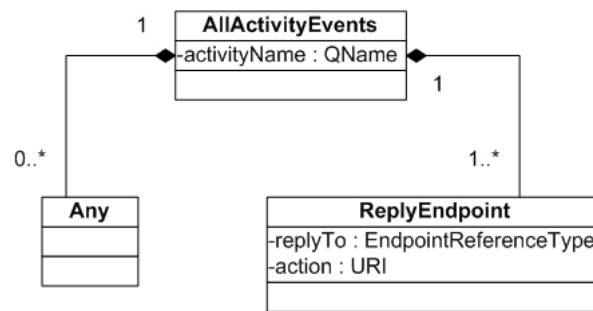 1
AllActivityEvents
-activityName : QName
1
0..*
1..*
Any
ReplyEndpoint
-replyTo : EndpointReferenceType
-action : URI